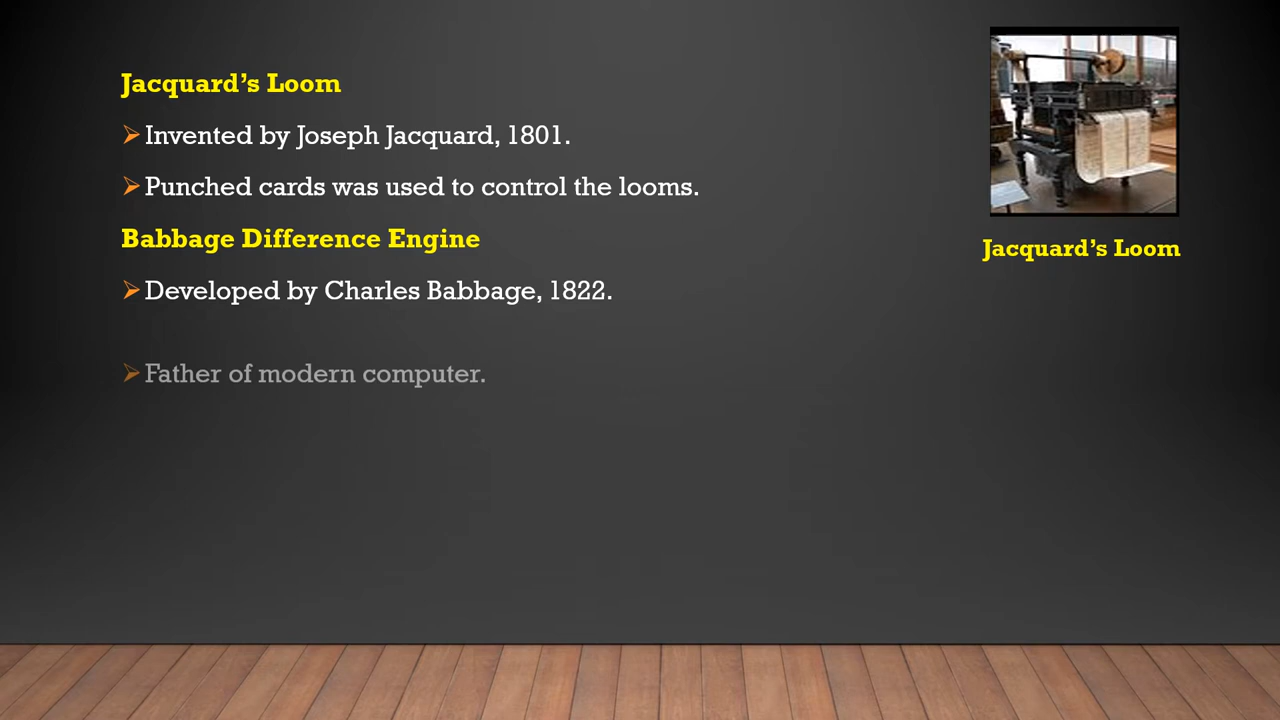 Jacquard’s Loom
Invented by Joseph Jacquard, 1801.
Punched cards was used to control the looms.
Babbage Difference Engine
Developed by Charles Babbage, 1822.
Father of modern computer.
Jacquard’s Loom